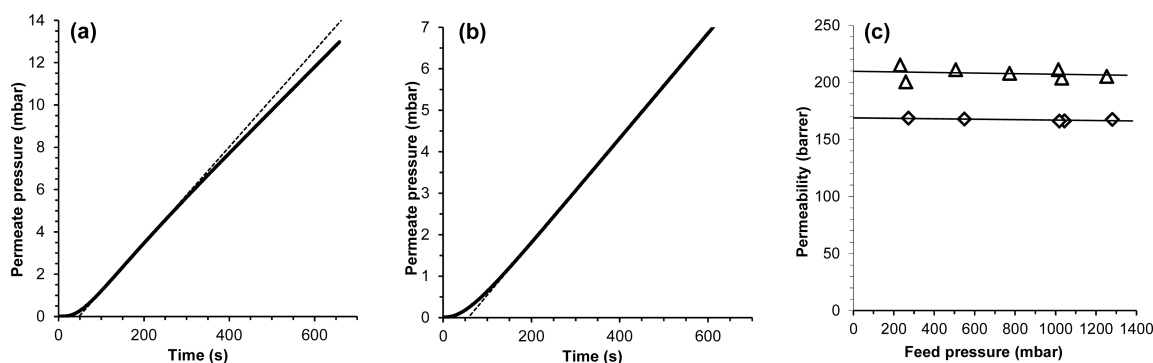 (a)
Permeate pressure (mbar)
14
12
10
8
6
4
2
0
0 200 400 600
Time (s)
(b)
Permeate pressure (mbar)
7
6
5
4
3
2
1
0
0 200 400 600
Time (s)
(c)
Permeability (barrer)
250
200
150
100
50
0
0 200 400 600 800 1000 1200 1400
Feed pressure (mbar)